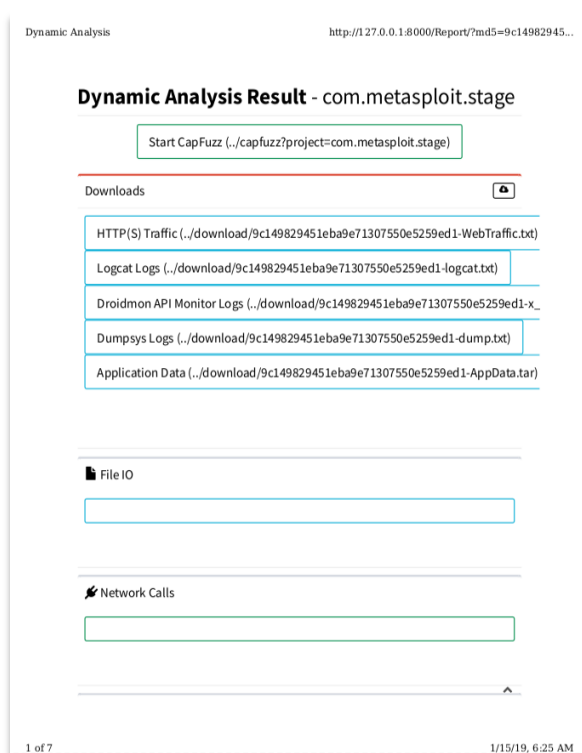 Dynamic Analysis
http://127.0.0.1:8000/Report/?md5=9c14982945...
Dynamic Analysis Result - com.metasploit.stage
Start CapFuzz (../capfuzz?project=com.metasploit.stage)
Downloads
HTTP(S) Traffic (../download/9c149829451eba9e71307550e5259ed1-WebTraffic.txt)
Logcat Logs (../download/9c149829451eba9e71307550e5259ed1-logcat.txt)
Droidmon API Monitor Logs (../download/9c149829451eba9e71307550e5259ed1-x_
Dumpsys Logs (../download/9c149829451eba9e71307550e5259ed1-dump.txt)
Application Data (../download/9c149829451eba9e71307550e5259ed1-AppData.tar)
File IO
Network Calls
1 of 7
1/15/19, 6:25 AM